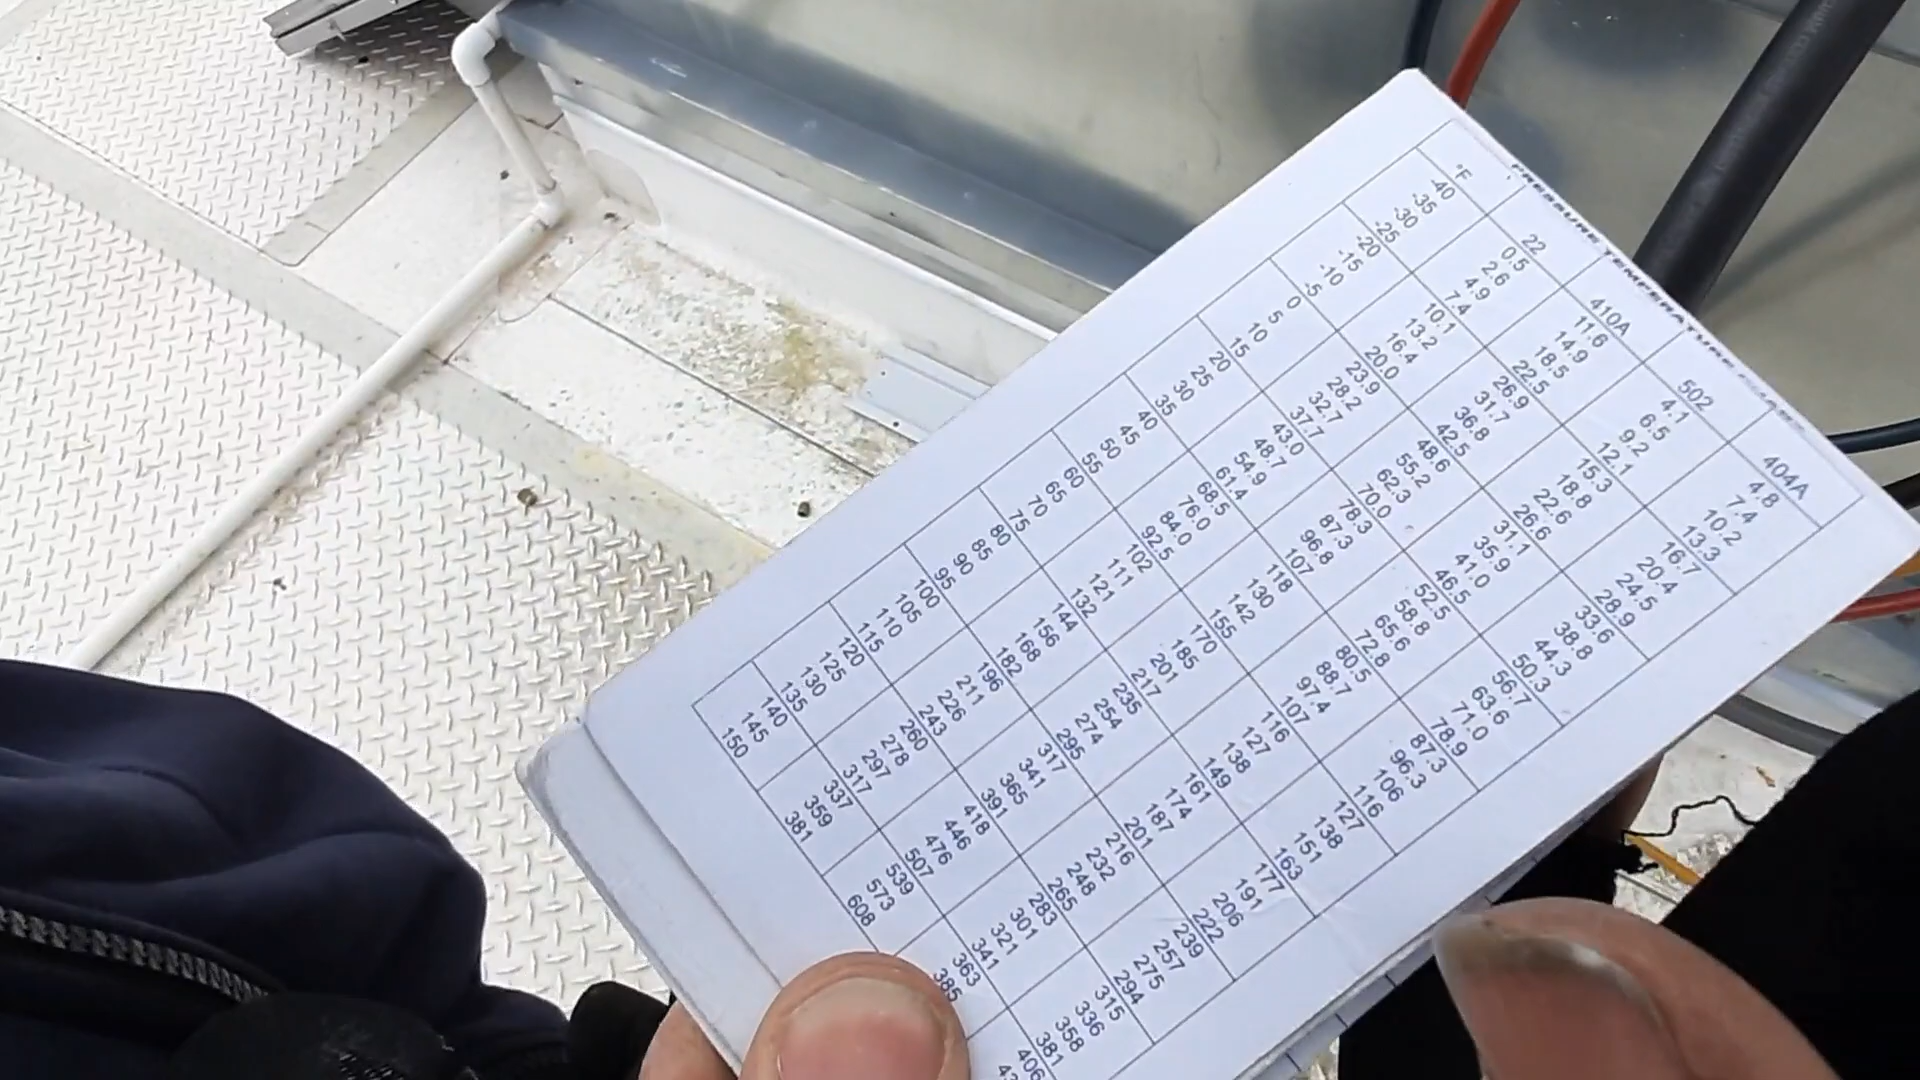 PRESSURE TEMPERATURE CHART
°F 22 410A 502 404A
-40 0.5 11.6 4.1 4.8
-35 2.6 14.9 6.5 7.4
-30 4.9 18.5 9.2 10.2
-25 7.4 22.5 12.1 13.3
-20 10.1 26.9 15.3 16.7
-15 13.2 31.7 18.8 20.4
-10 16.4 36.8 22.6 24.5
-5 20.0 42.5 26.6 28.9
0 23.9 48.6 31.1 33.6
5 28.2 55.2 35.9 38.8
10 32.7 62.3 41.0 44.3
15 37.7 70.0 46.5 50.3
20 43.0 78.3 52.5 56.7
25 48.7 87.3 58.8 63.6
30 54.9 96.8 65.6 71.0
35 61.4 107 72.8 78.9
40 68.5 118 80.5 87.3
45 76.0 130 88.7 96.3
50 84.0 142 97.4 106
55 92.5 155 107 116
60 102 170 116 127
65 111 185 127 138
70 121 201 138 151
75 132 217 149 163
80 144 235 161 177
85 156 254 174 191
90 168 274 187 206
95 182 295 201 222
100 196 317 216 239
105 211 341 232 257
110 226 365 248 275
115 243 391 265 294
120 260 418 283 315
125 278 446 301 336
130 297 476 321 358
135 317 507 341 381
140 337 539 363 406
145 359 573 385
150 381 608